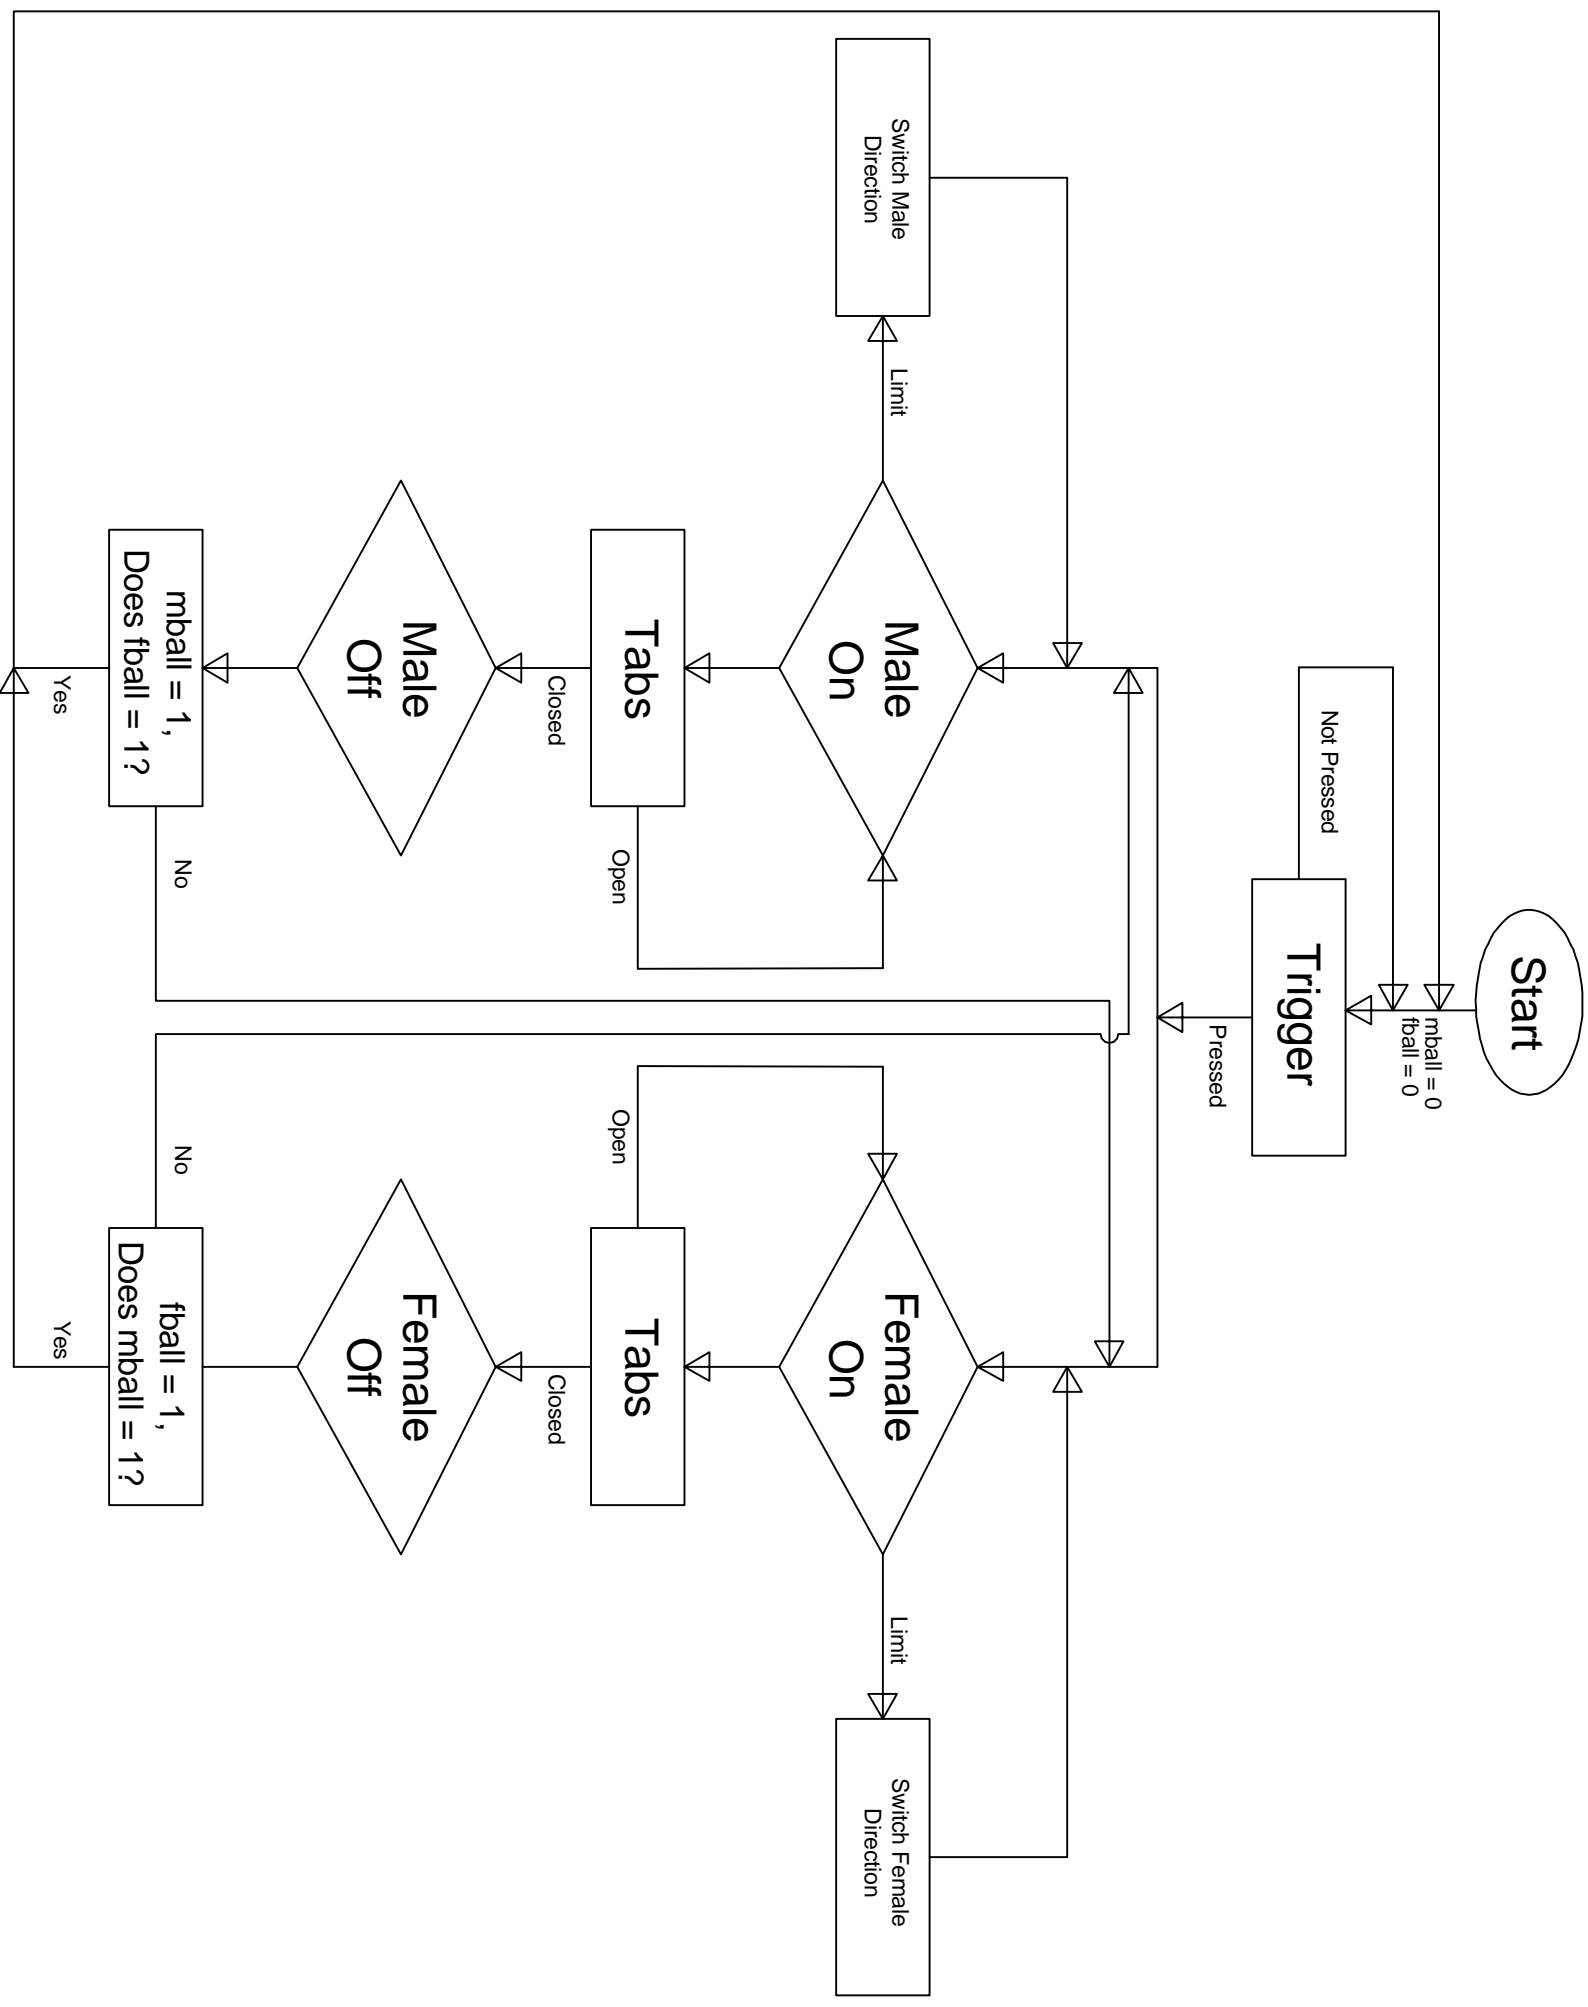 Start
mball = 0
fball = 0
Trigger
Not Pressed
Pressed
Switch Male
Direction
Limit
Male
On
Female
On
Limit
Switch Female
Direction
Tabs
Open
Open
Tabs
Closed
Closed
Male
Off
Female
Off
mball = 1,
Does fball = 1?
No
No
fball = 1,
Does mball = 1?
Yes
Yes